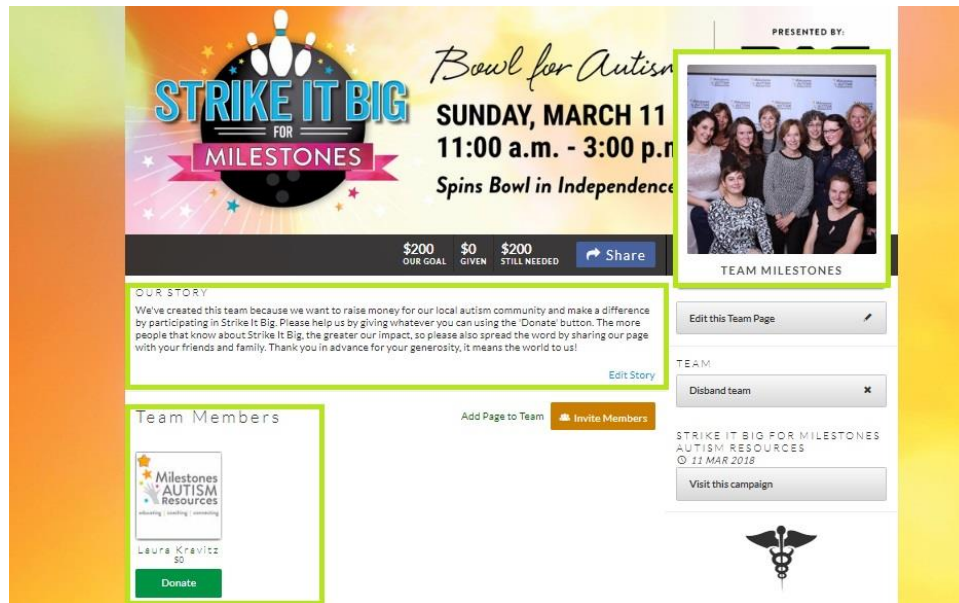 STRIKE IT BIG
FOR
MILESTONES
Bowl for Autism
SUNDAY, MARCH 11
11:00 a.m. - 3:00 p.m
Spins Bowl in Independence
PRESENTED BY:
TEAM MILESTONES
$200
OUR GOAL
$0
GIVEN
$200
STILL NEEDED
Share
OUR STORY
We've created this team because we want to raise money for our local autism community and make a difference
by participating in Strike It Big. Please help us by giving whatever you can using the 'Donate' button. The more
people that know about Strike It Big, the greater our impact, so please also spread the word by sharing our page
with your friends and family. Thank you in advance for your generosity, it means the world to us!
Edit Story
Team Members
Add Page to Team
Invite Members
Milestones
AUTISM
Resources
educating | coaching | connecting
Laura Kravitz
$0
Donate
Edit this Team Page
TEAM
Disband team
STRIKE IT BIG FOR MILESTONES
AUTISM RESOURCES
11 MAR 2018
Visit this campaign